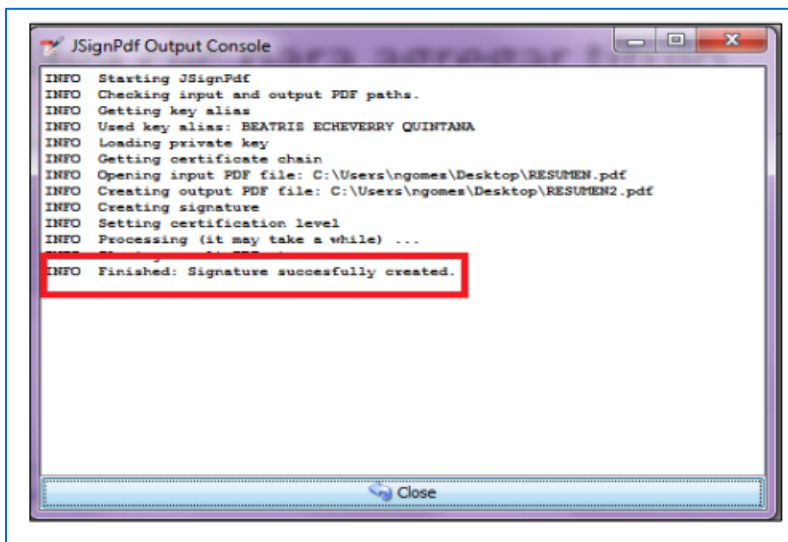 JSignPdf Output Console
INFO Starting JSignPdf
INFO Checking input and output PDF paths.
INFO Getting key alias
INFO Used key alias: BEATRIS ECHEVERRY QUINTANA
INFO Loading private key
INFO Getting certificate chain
INFO Opening input PDF file: C:\Users\ngomes\Desktop\RESUMEN.pdf
INFO Creating output PDF file: C:\Users\ngomes\Desktop\RESUMEN2.pdf
INFO Creating signature
INFO Setting certification level
INFO Processing (it may take a while) ...
INFO Finished: Signature succesfully created.
Close